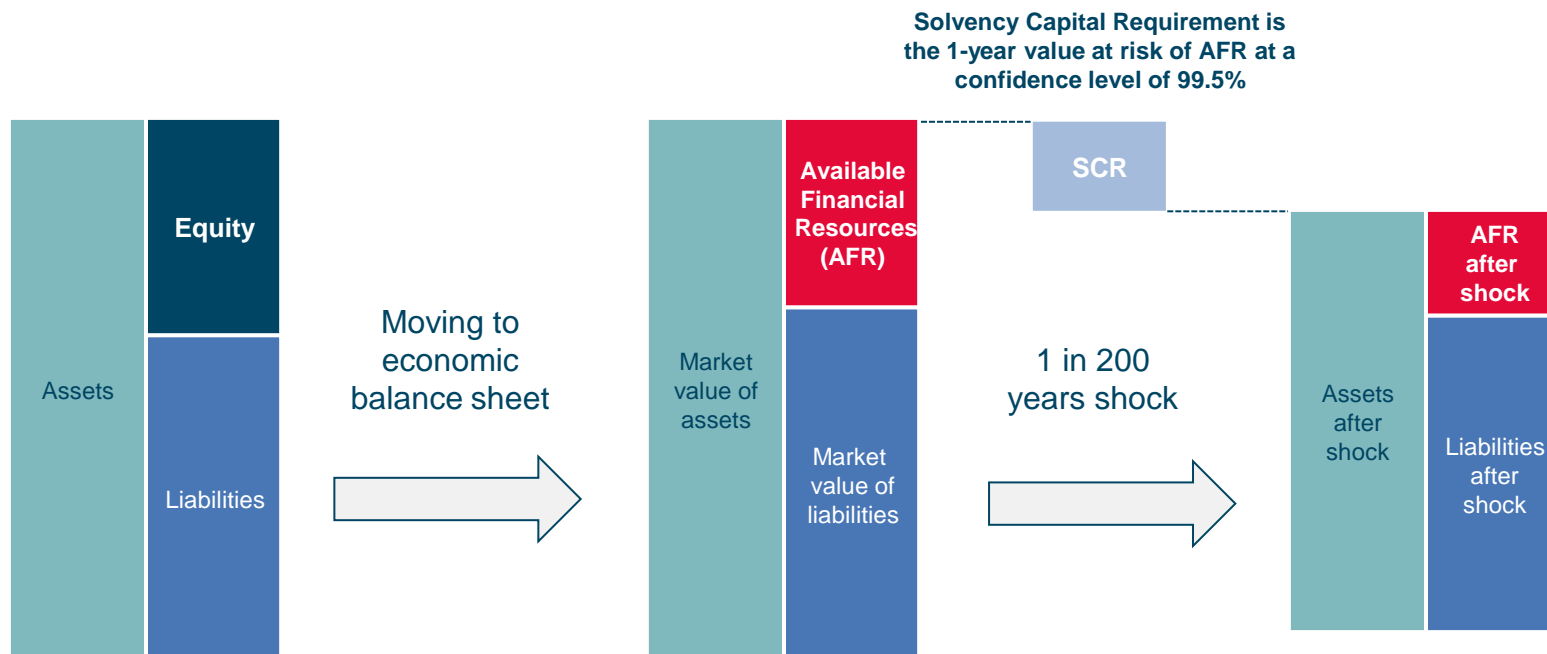 Solvency Capital Requirement is
the 1-year value at risk of AFR at a
confidence level of 99.5%
Assets
Equity
Liabilities
Moving to
economic
balance sheet
Market
value of
assets
Available
Financial
Resources
(AFR)
Market
value of
liabilities
SCR
1 in 200
years shock
Assets
after
shock
AFR
after
shock
Liabilities
after
shock